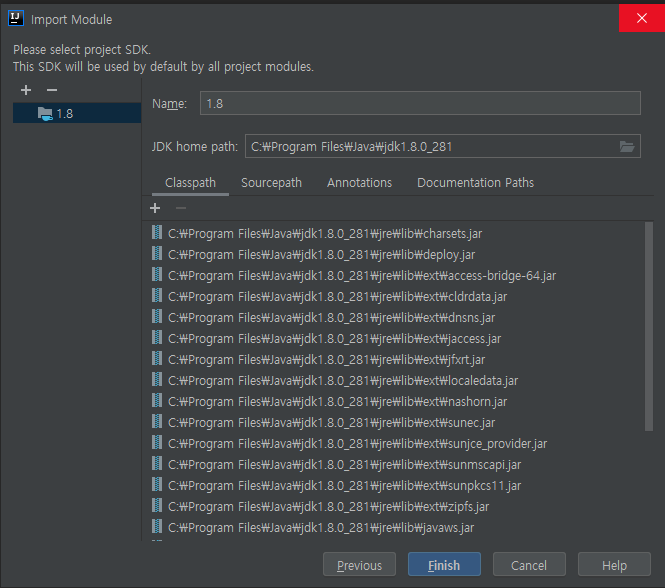 IJ
Import Module
Please select project SDK.
This SDK will be used by default by all project modules.
1.8
Name: 1.8
JDK home path: C:₩Program Files₩Java₩jdk1.8.0_281
Classpath Sourcepath Annotations Documentation Paths
C:₩Program Files₩Java₩jdk1.8.0_281₩jre₩lib₩charsets.jar
C:₩Program Files₩Java₩jdk1.8.0_281₩jre₩lib₩deploy.jar
C:₩Program Files₩Java₩jdk1.8.0_281₩jre₩lib₩ext₩access-bridge-64.jar
C:₩Program Files₩Java₩jdk1.8.0_281₩jre₩lib₩ext₩cldrdata.jar
C:₩Program Files₩Java₩jdk1.8.0_281₩jre₩lib₩ext₩dnsns.jar
C:₩Program Files₩Java₩jdk1.8.0_281₩jre₩lib₩ext₩jaccess.jar
C:₩Program Files₩Java₩jdk1.8.0_281₩jre₩lib₩ext₩jfxrt.jar
C:₩Program Files₩Java₩jdk1.8.0_281₩jre₩lib₩ext₩localedata.jar
C:₩Program Files₩Java₩jdk1.8.0_281₩jre₩lib₩ext₩nashorn.jar
C:₩Program Files₩Java₩jdk1.8.0_281₩jre₩lib₩ext₩sunec.jar
C:₩Program Files₩Java₩jdk1.8.0_281₩jre₩lib₩ext₩sunjce_provider.jar
C:₩Program Files₩Java₩jdk1.8.0_281₩jre₩lib₩ext₩sunmscapi.jar
C:₩Program Files₩Java₩jdk1.8.0_281₩jre₩lib₩ext₩sunpkcs11.jar
C:₩Program Files₩Java₩jdk1.8.0_281₩jre₩lib₩ext₩zipfs.jar
C:₩Program Files₩Java₩jdk1.8.0_281₩jre₩lib₩javaws.jar
Previous Finish Cancel Help